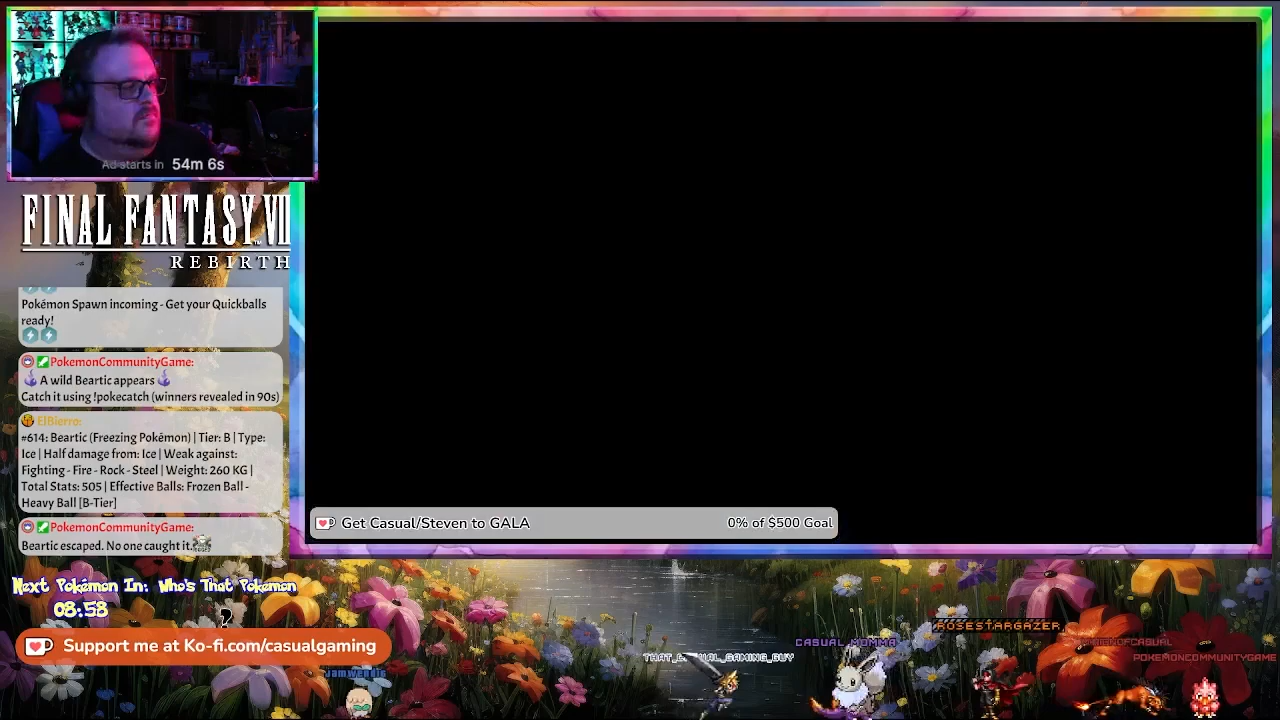 Ad starts in 54m 6s
FINAL FANTASY VII
REBIRTH
Pokémon Spawn incoming - Get your Quickballs
ready!
PokemonCommunityGame:
A wild Beartic appears
Catch it using !pokecatch (winners revealed in 90s)
ElBierro:
#614: Beartic (Freezing Pokémon) | Tier: B | Type:
Ice | Half damage from: Ice | Weak against:
Fighting - Fire - Rock - Steel | Weight: 260 KG |
Total Stats: 505 | Effective Balls: Frozen Ball -
Heavy Ball [B-Tier]
PokemonCommunityGame:
Beartic escaped. No one caught it.
Get Casual/Steven to GALA 0% of $500 Goal
Next Pokémon In: Who's That Pokemon
08:58 ?
Support me at Ko-fi.com/casualgaming
CASUAL_MOMMA
ROSESTARGAZER
POKEMONCOMMUNITYGAME
JAMWENDIG